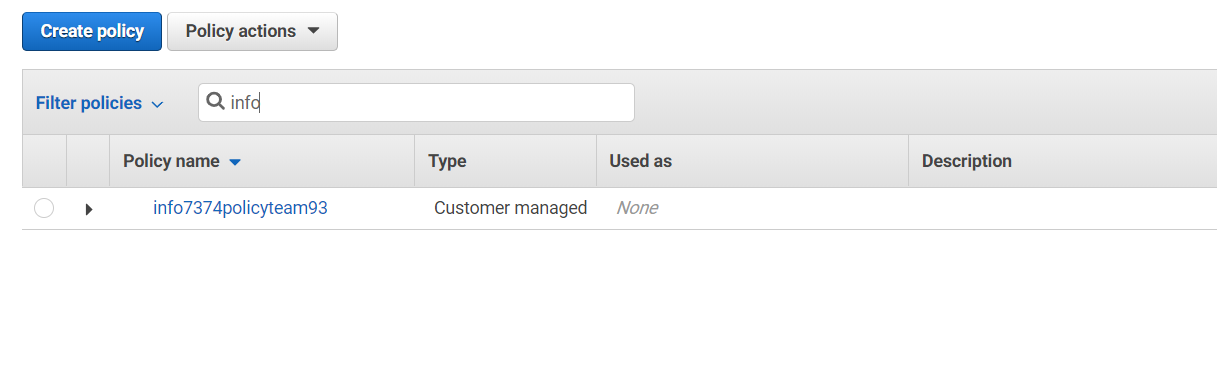 Create policy Policy actions
Filter policies info
Policy name Type Used as Description
info7374policyteam93 Customer managed None